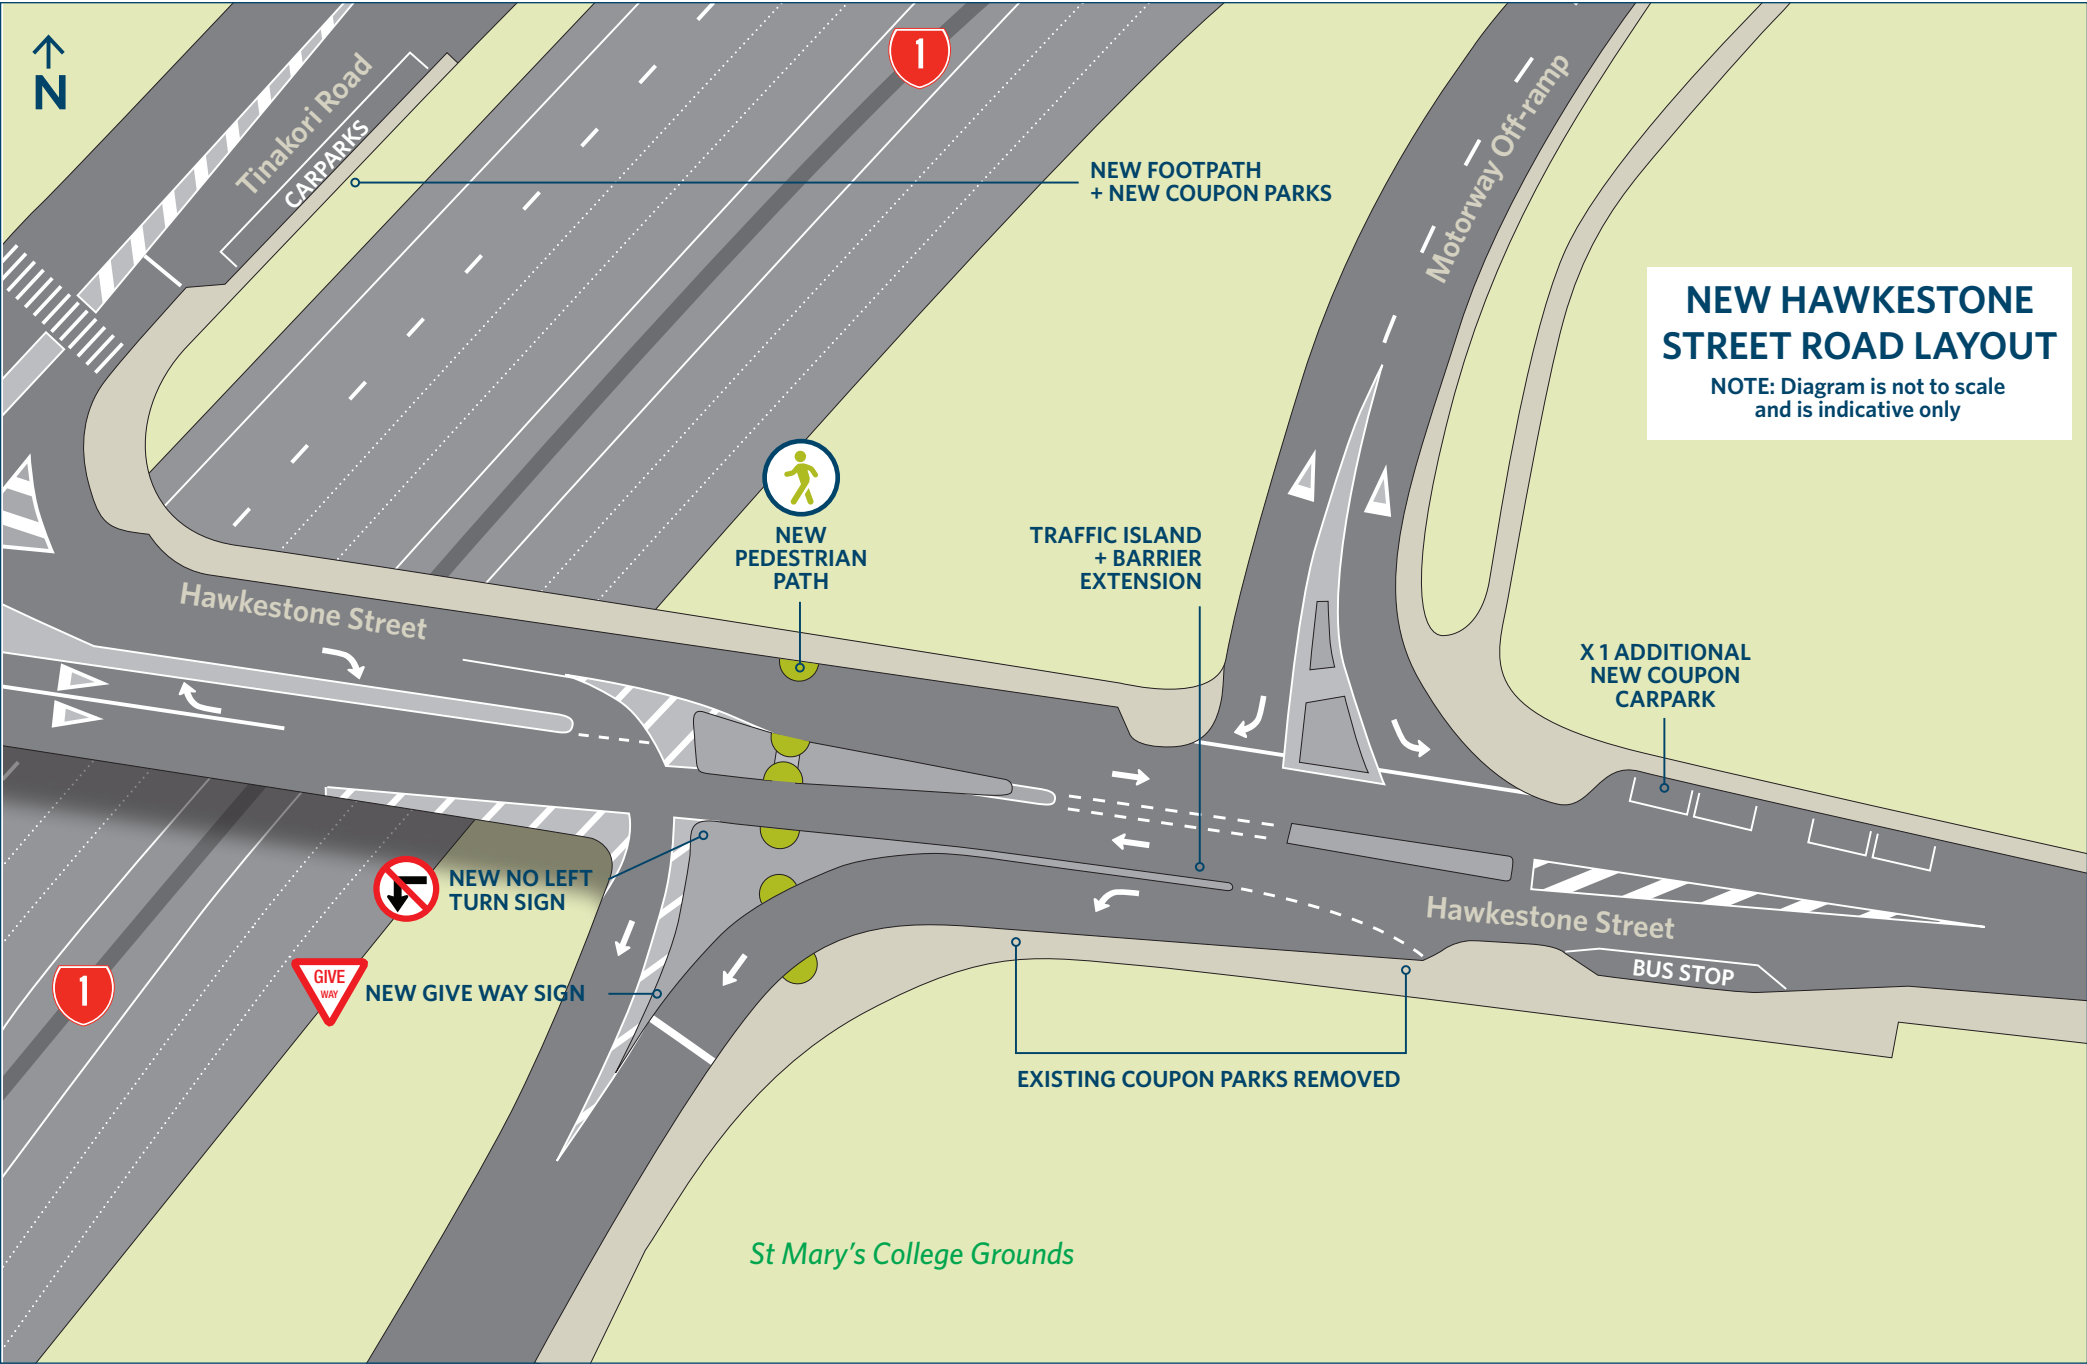 N
Tinakori Road
CARPARKS
1
Motorway Off-ramp
NEW FOOTPATH
+ NEW COUPON PARKS
NEW HAWKESTONE
STREET ROAD LAYOUT
NOTE: Diagram is not to scale
and is indicative only
NEW
PEDESTRIAN
PATH
TRAFFIC ISLAND
+ BARRIER
EXTENSION
Hawkestone Street
X 1 ADDITIONAL
NEW COUPON
CARPARK
NEW NO LEFT
TURN SIGN
Hawkestone Street
BUS STOP
1
GIVE
WAY
NEW GIVE WAY SIGN
EXISTING COUPON PARKS REMOVED
St Mary's College Grounds